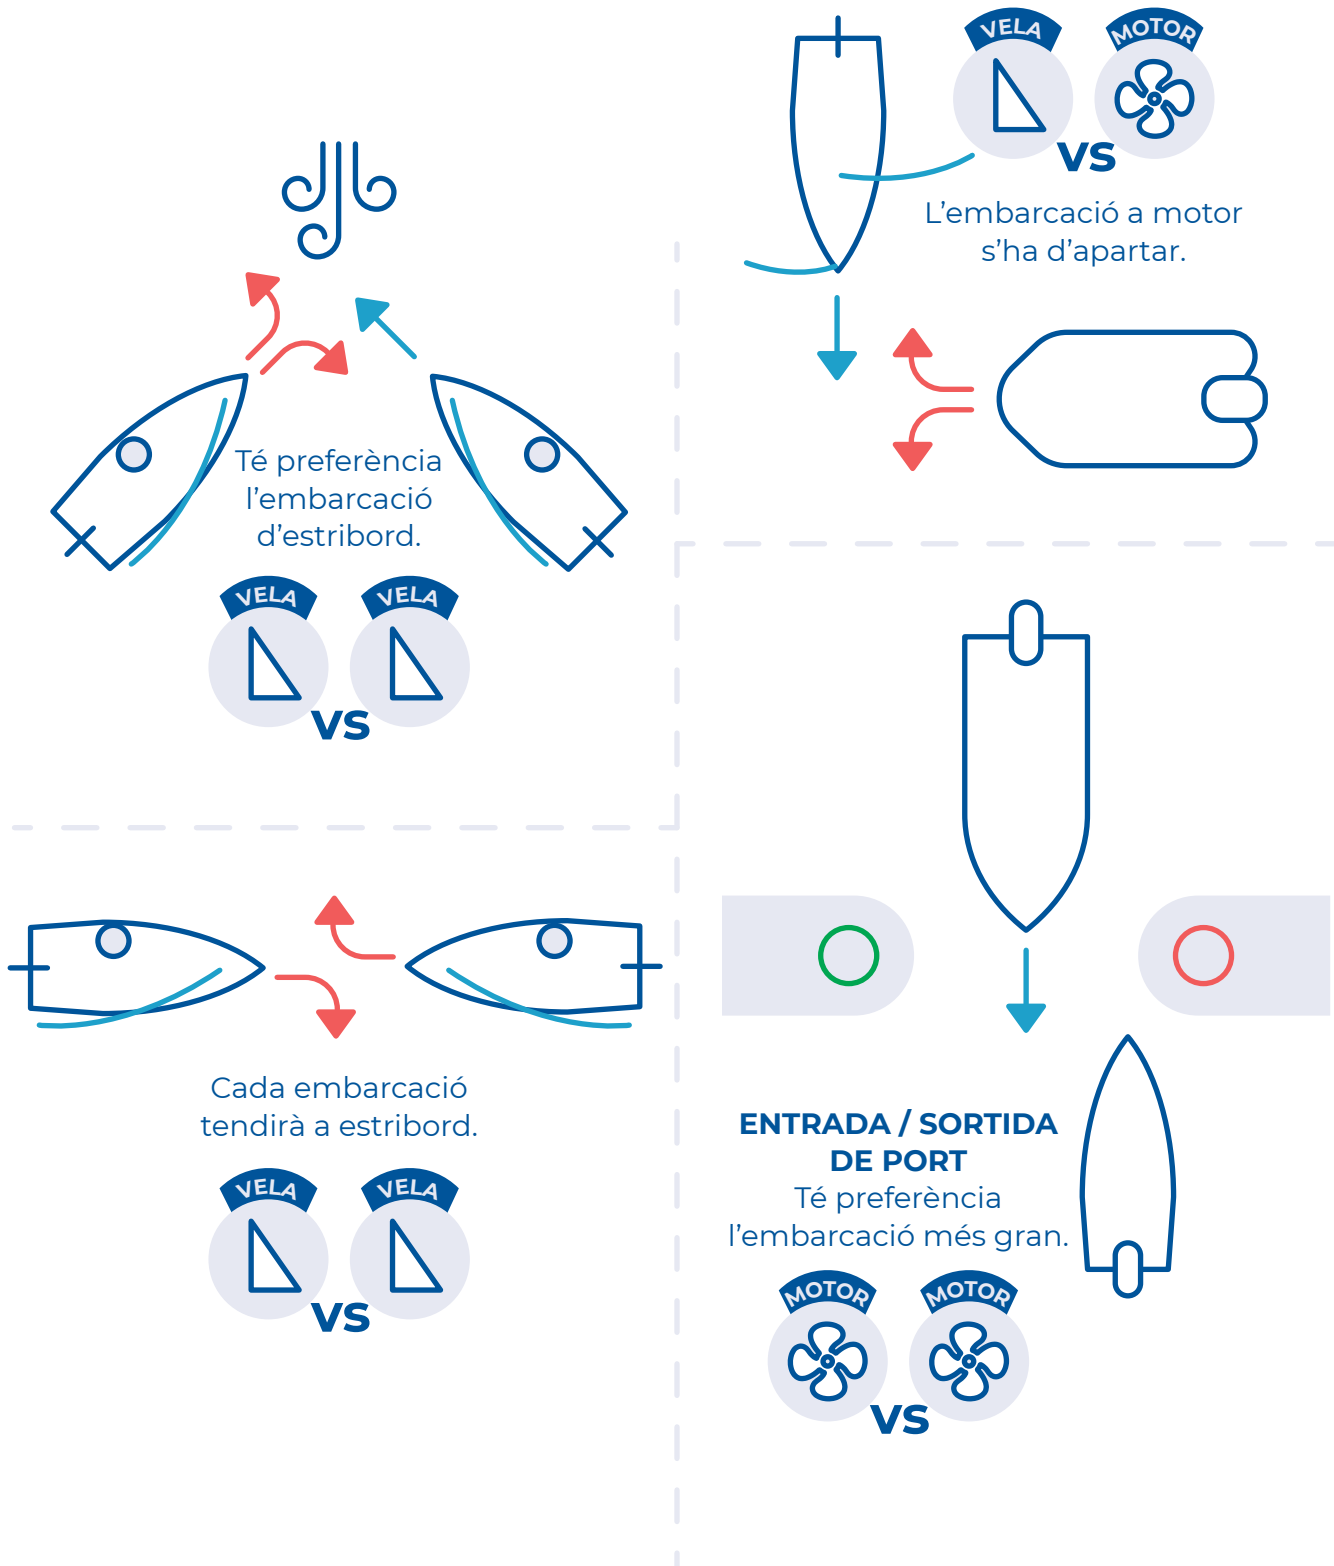 Té preferència
l’embarcació
d’estribord.
VELA
VELA
vs
VELA
MOTOR
vs
L’embarcació a motor
s’ha d’apartar.
Cada embarcació
tendirà a estribord.
VELA
VELA
vs
ENTRADA / SORTIDA
DE PORT
Té preferència
l’embarcació més gran.
MOTOR
MOTOR
vs